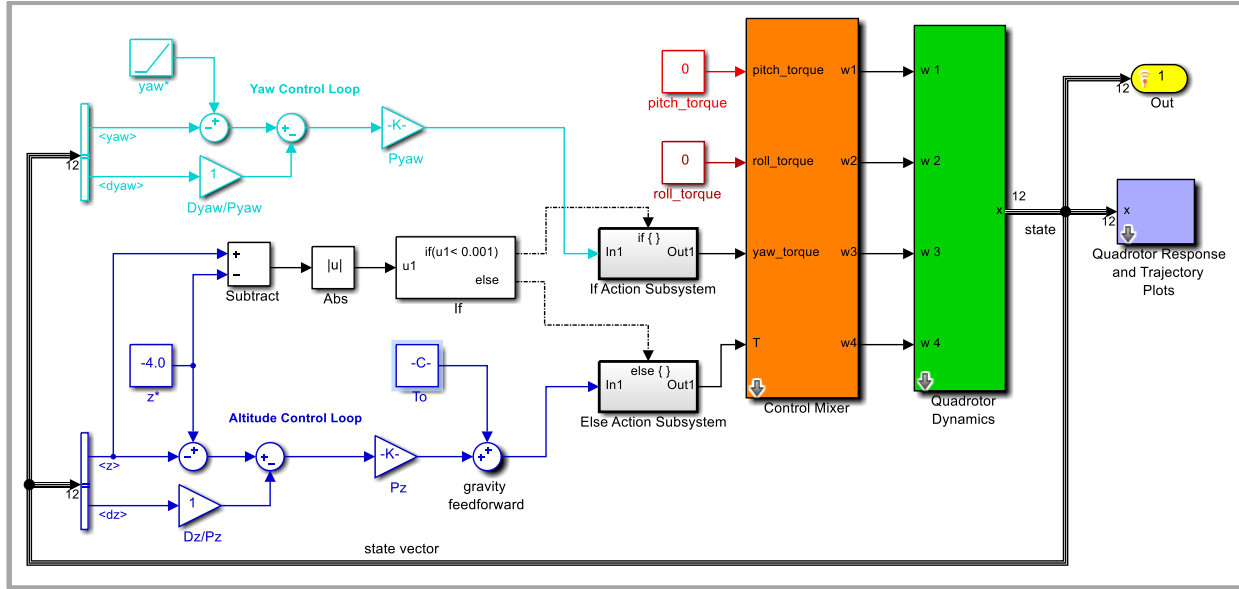 yaw*
Yaw Control Loop
12
<yaw>
<dyaw>
-+
+-
1
Dyaw/Pyaw
-K-
Pyaw
0
pitch_torque
0
roll_torque
+
-
Subtract
|u|
Abs
u1
if(u1< 0.001)
else
If
if { }
In1
Out1
If Action Subsystem
else { }
In1
Out1
Else Action Subsystem
-4.0
z*
-C-
To
Altitude Control Loop
12
<z>
<dz>
-+
+-
1
Dz/Pz
-K-
Pz
++
gravity
feedforward
pitch_torque
roll_torque
yaw_torque
T
w1
w2
w3
w4
Control Mixer
w 1
w 2
w 3
w 4
x
Quadrotor
Dynamics
12
state
12
1
Out
12
x
Quadrotor Response
and Trajectory
Plots
state vector